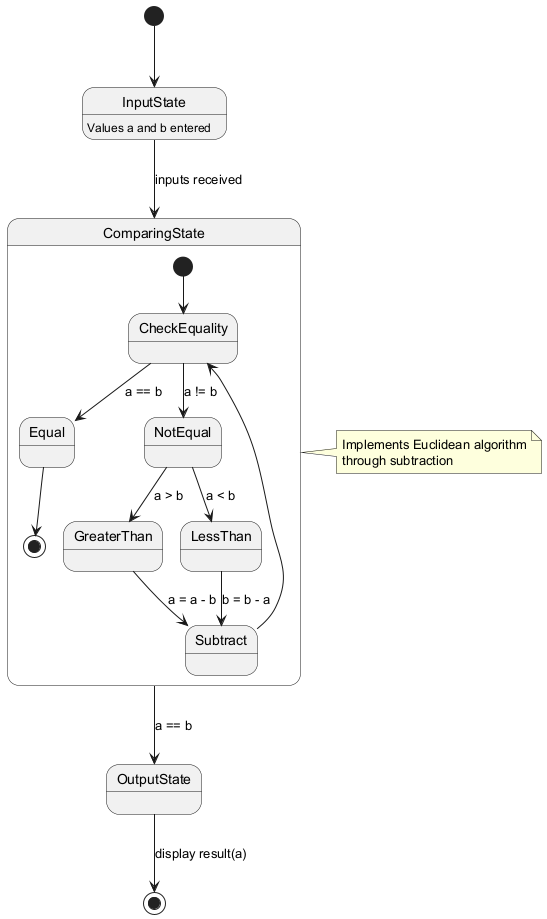 InputState
Values a and b entered
inputs received
ComparingState
CheckEquality
a == b
a != b
Equal
NotEqual
Implements Euclidean algorithm
through subtraction
a > b
a < b
GreaterThan
LessThan
a = a - b
b = b - a
Subtract
a == b
OutputState
display result(a)